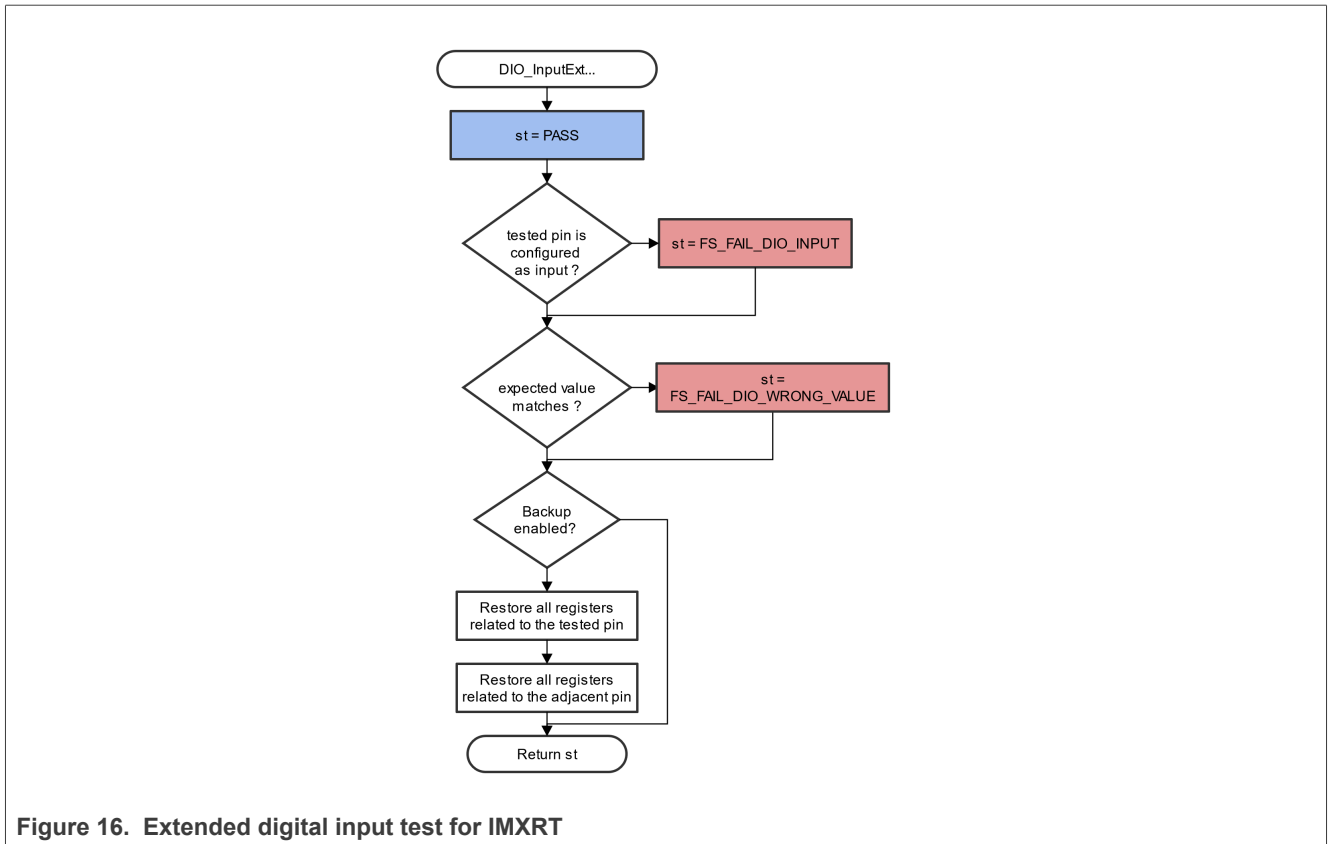 DIO_InputExt...
st = PASS
tested pin is
configured
as input ?
st = FS_FAIL_DIO_INPUT
expected value
matches ?
st =
FS_FAIL_DIO_WRONG_VALUE
Backup
enabled?
Restore all registers
related to the tested pin
Restore all registers
related to the adjacent pin
Return st
Figure 16. Extended digital input test for IMXRT